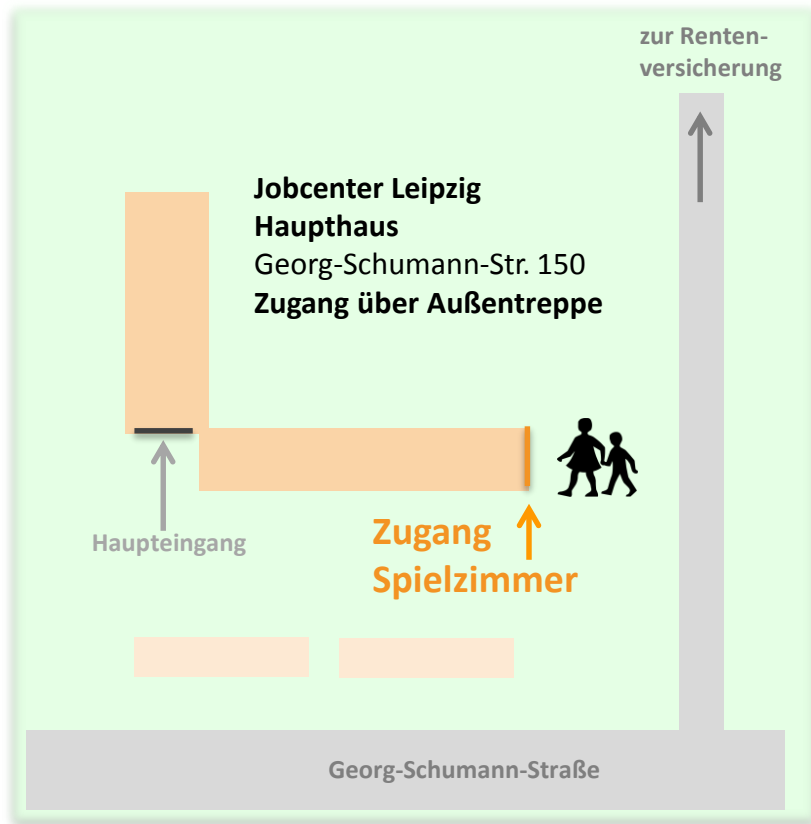 zur Renten-
versicherung
Jobcenter Leipzig
Haupthaus
Georg-Schumann-Str. 150
Zugang über Außentreppe
Haupteingang
Zugang
Spielzimmer
Georg-Schumann-Straße